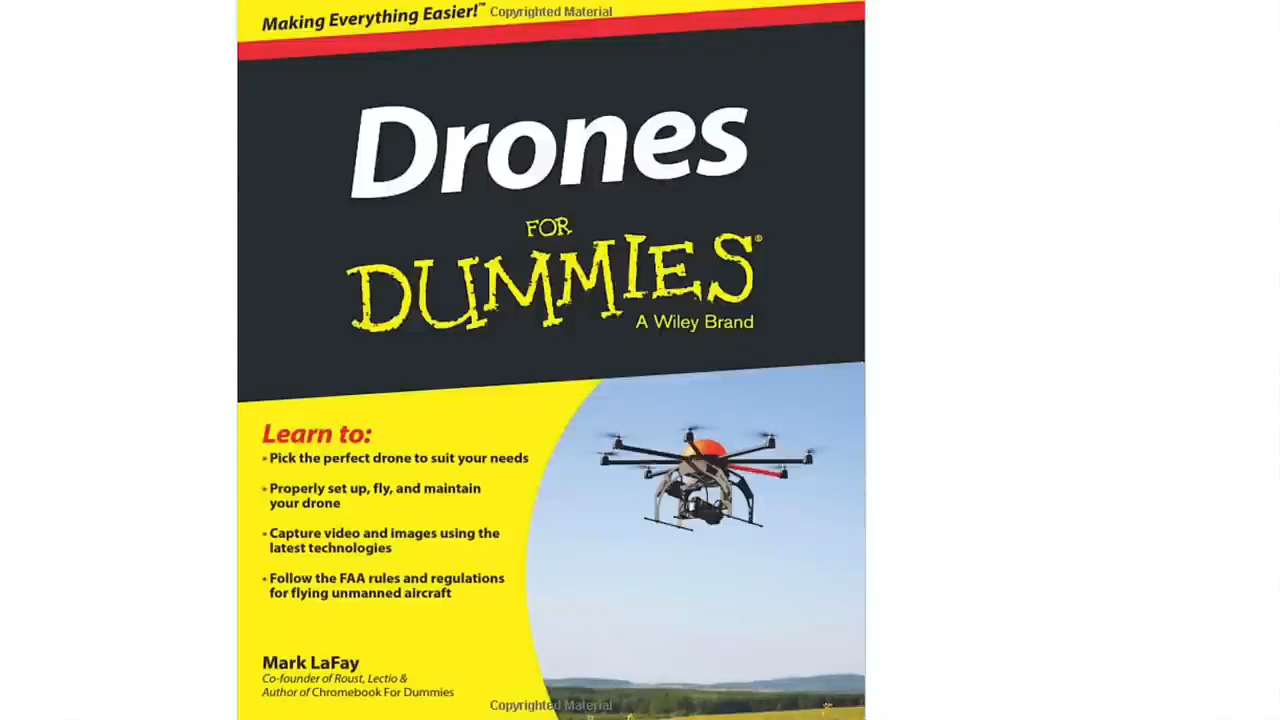 Making Everything Easier!™ Copyrighted Material
Drones
FOR
DUMMIES®
A Wiley Brand
Learn to:
• Pick the perfect drone to suit your needs
• Properly set up, fly, and maintain
your drone
• Capture video and images using the
latest technologies
• Follow the FAA rules and regulations
for flying unmanned aircraft
Mark LaFay
Co-founder of Roust, Lectio &
Author of Chromebook For Dummies
Copyrighted Material